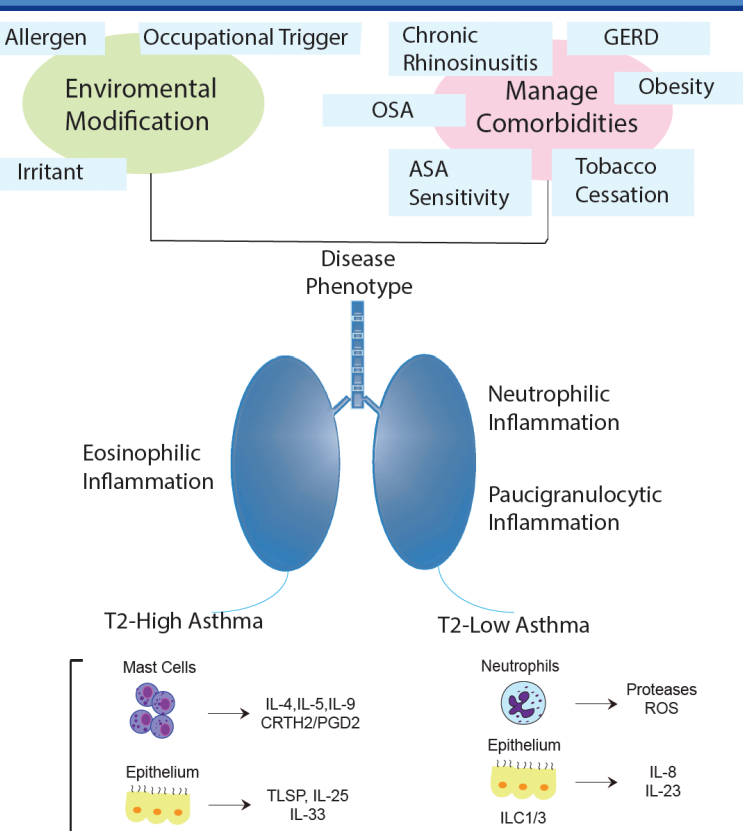 Allergen
Occupational Trigger
Enviromental
Modification
Irritant
Chronic
Rhinosinusitis
GERD
Obesity
Manage
Comorbidities
OSA
ASA
Sensitivity
Tobacco
Cessation
Disease
Phenotype
Eosinophilic
Inflammation
Neutrophilic
Inflammation
Paucigranulocytic
Inflammation
T2-High Asthma
T2-Low Asthma
Mast Cells
IL-4,IL-5,IL-9
CRTH2/PGD2
Epithelium
TLSP, IL-25
IL-33
Neutrophils
Proteases
ROS
Epithelium
IL-8
IL-23
ILC1/3